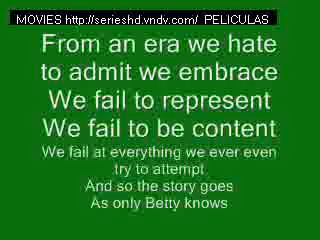 MOVIES http://serieshd.vndv.com/ PELICULAS
From an era we hate
to admit we embrace
We fail to represent
We fail to be content
We fail at everything we ever even
try to attempt
And so the story goes
As only Betty knows